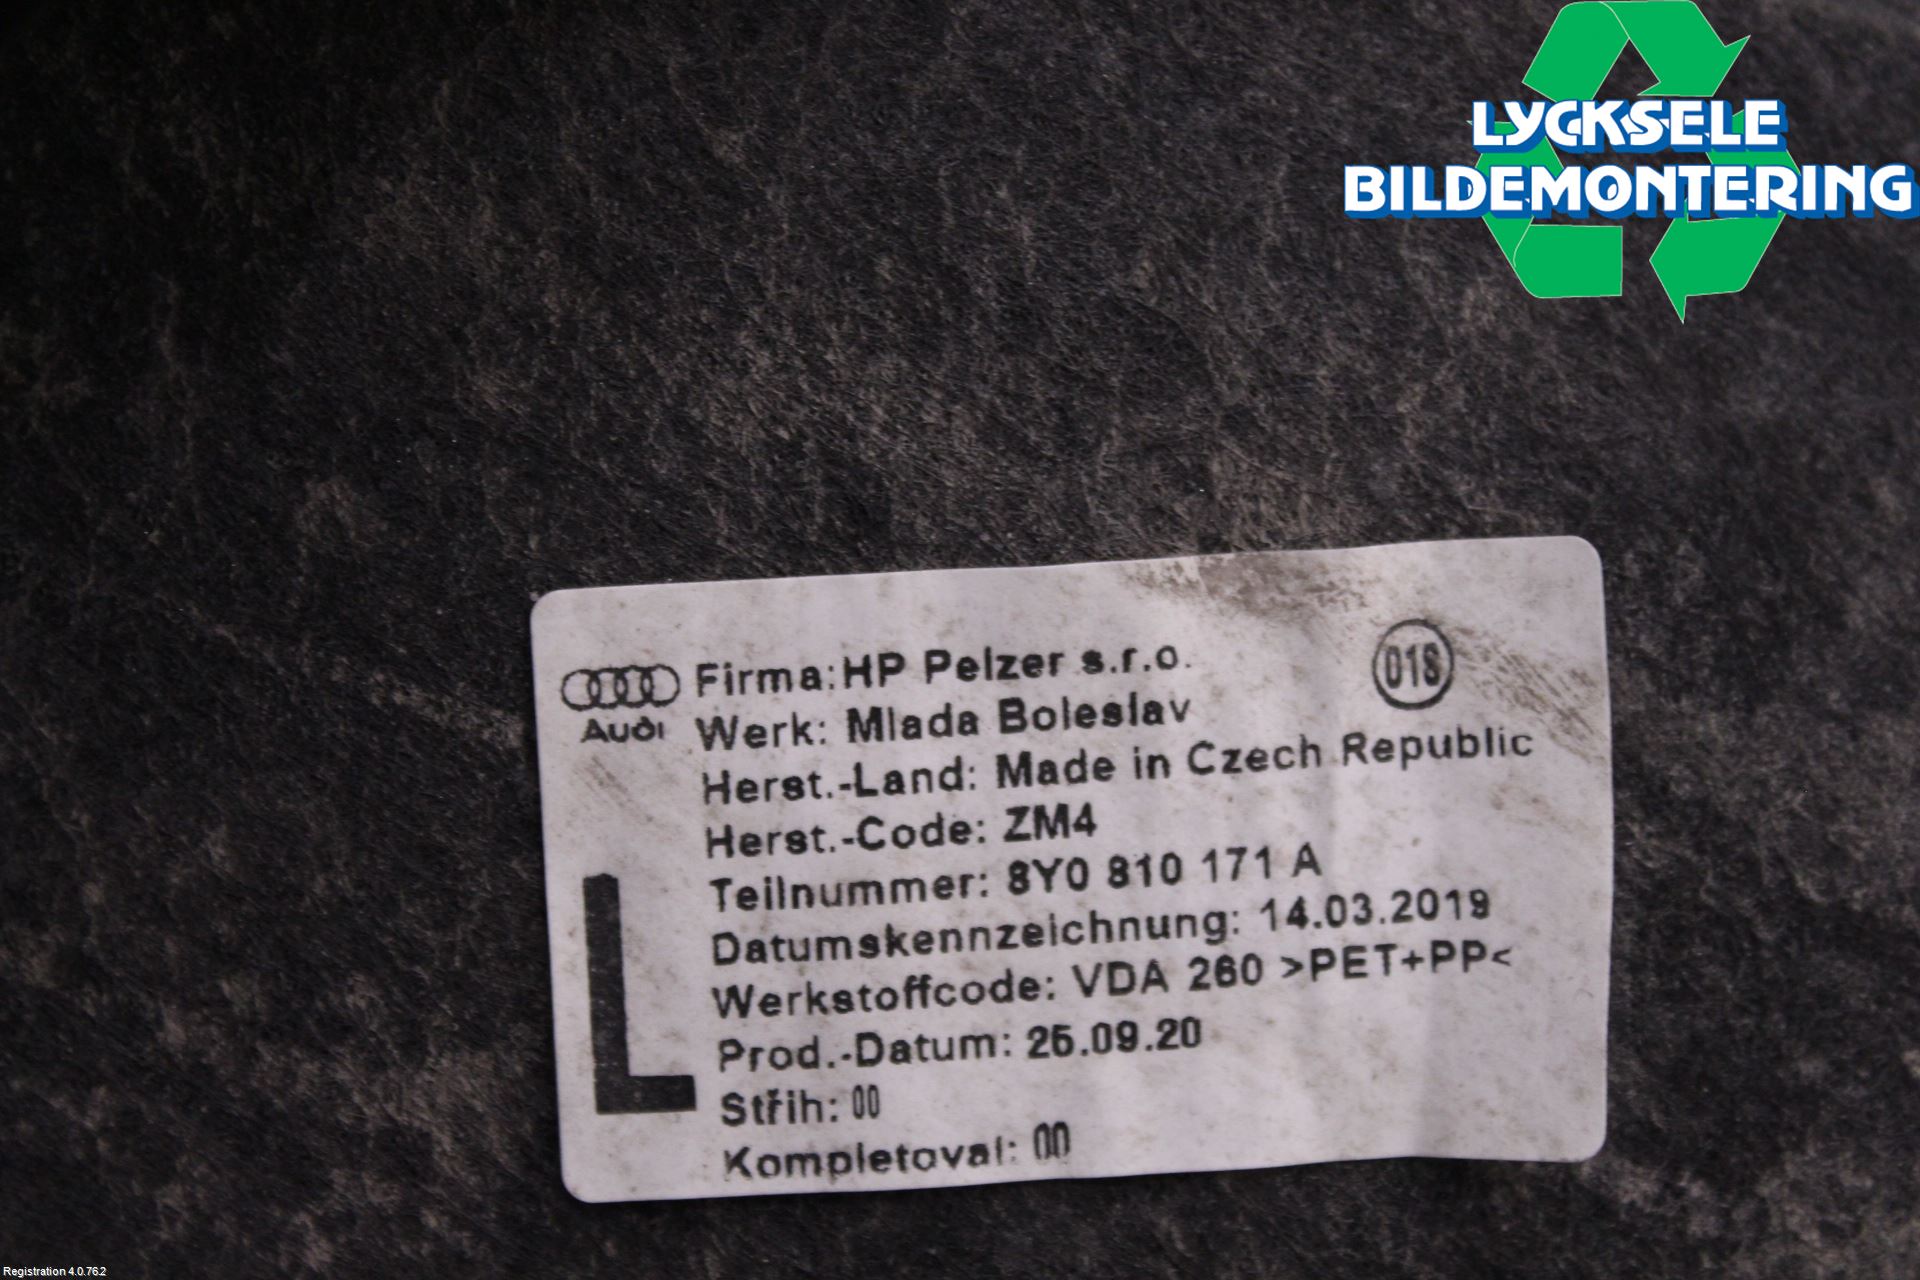 LYCKSELE
BILDEMONTERING
Firma: HP Pelzer s.r.o.
018
Audi
Werk: Mlada Boleslav
Herst.-Land: Made in Czech Republic
Herst.-Code: ZM4
Teilnummer: 8Y0 810 171 A
Datumskennzeichnung: 14.03.2019
Werkstoffcode: VDA 260 >PET+PP<
L
Prod.-Datum: 25.09.20
Střih: 00
Kompletoval: 00
Registration 4.0.76.2